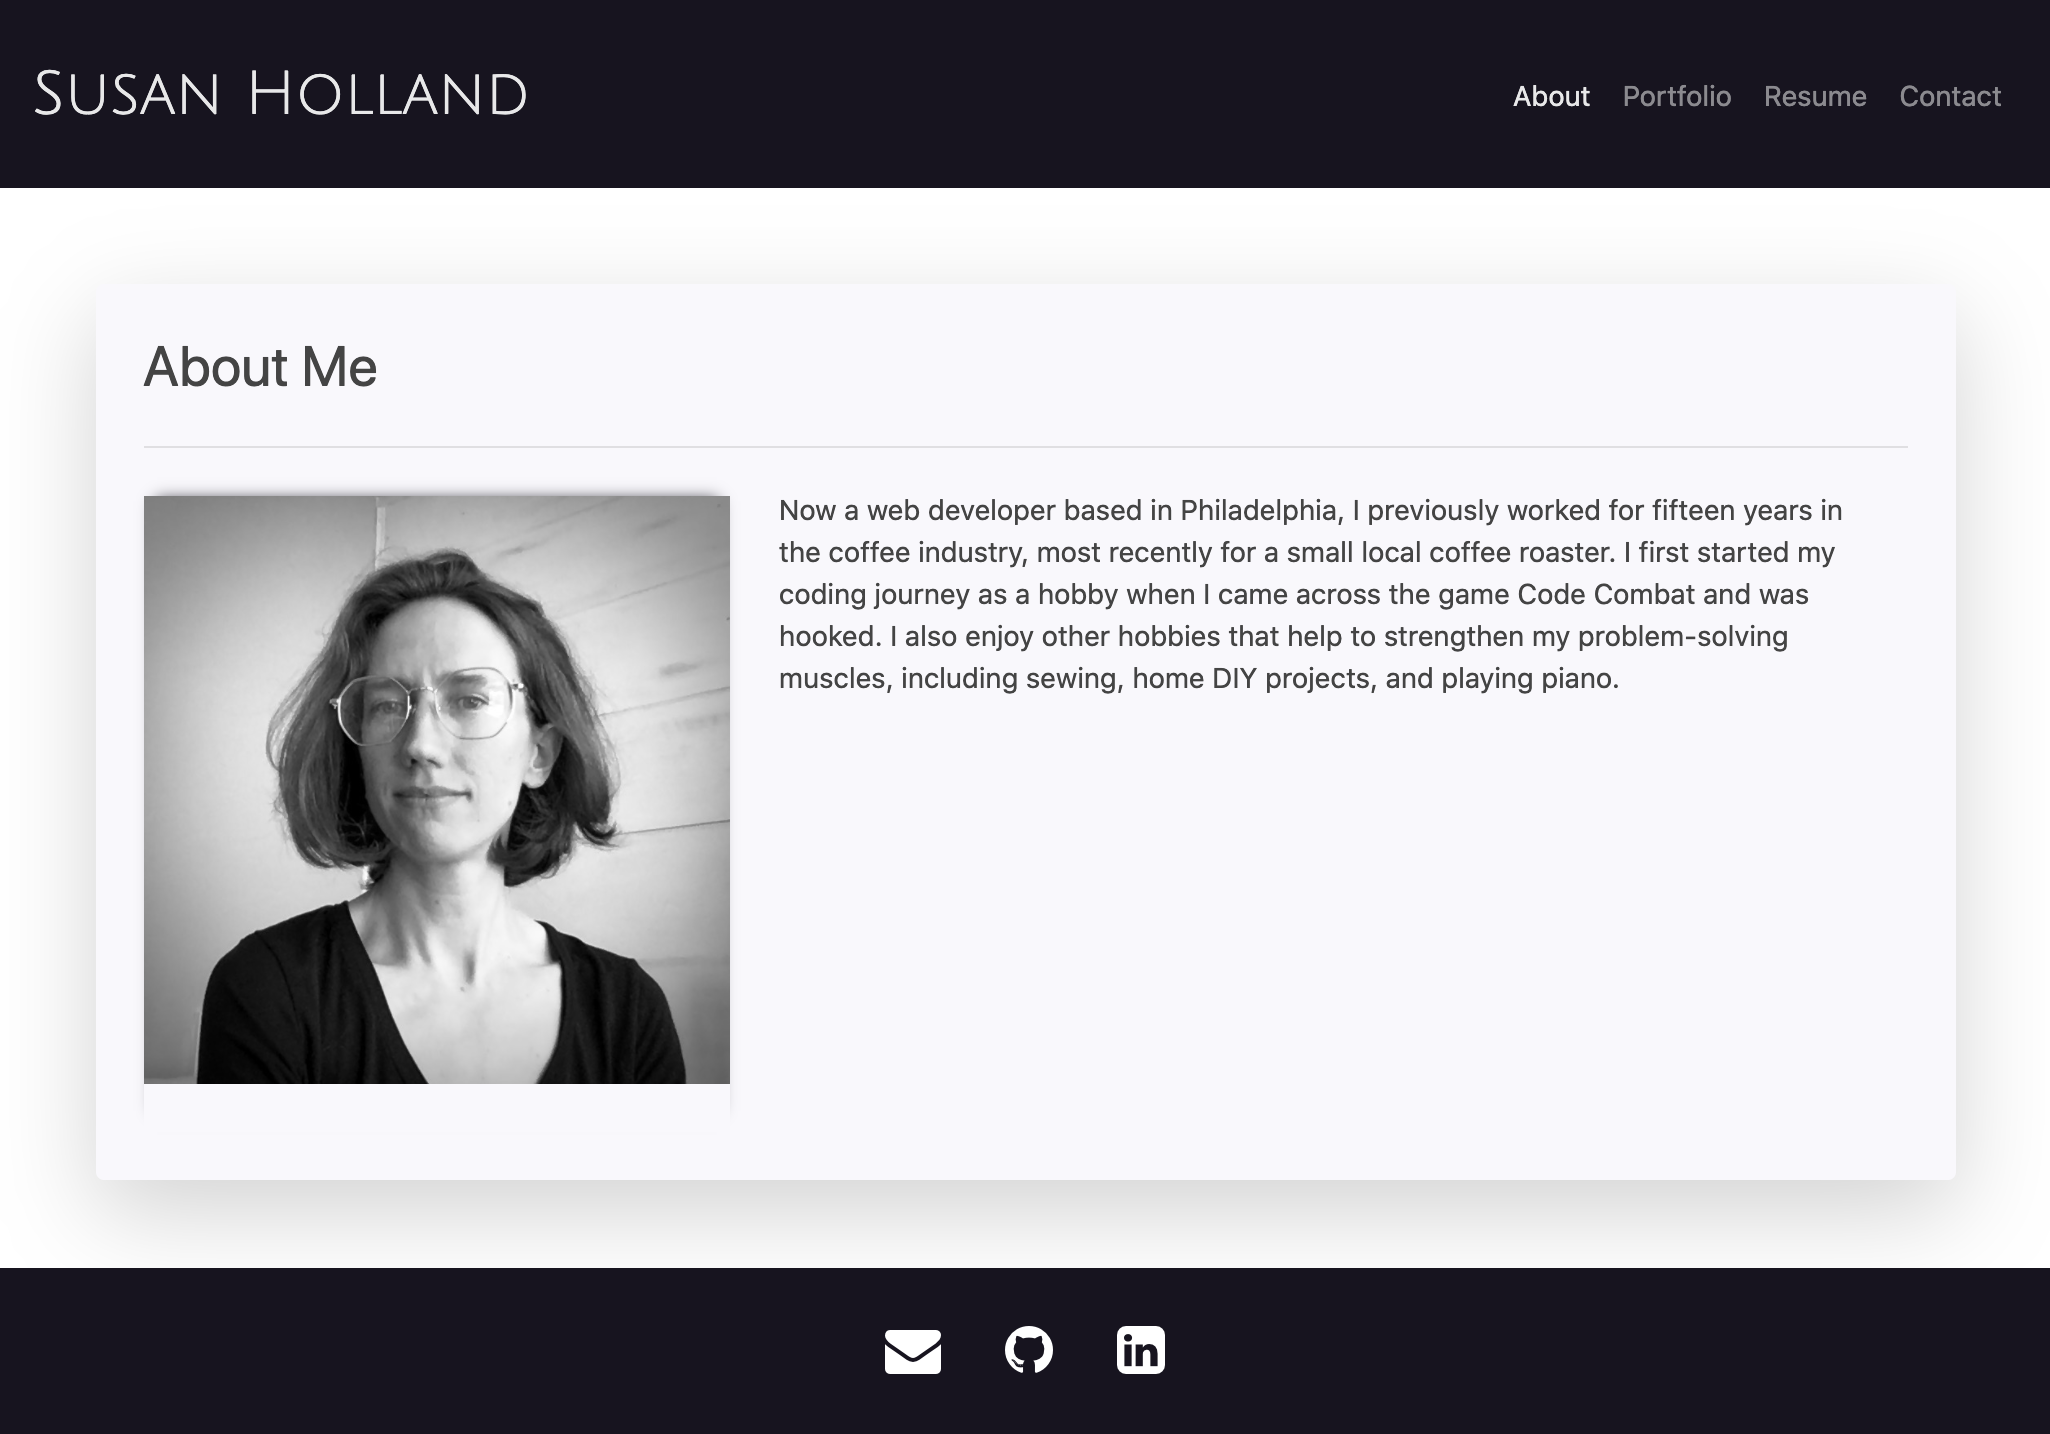 Susan Holland
About Portfolio Resume Contact
About Me
Now a web developer based in Philadelphia, I previously worked for fifteen years in
the coffee industry, most recently for a small local coffee roaster. I first started my
coding journey as a hobby when I came across the game Code Combat and was
hooked. I also enjoy other hobbies that help to strengthen my problem-solving
muscles, including sewing, home DIY projects, and playing piano.
in